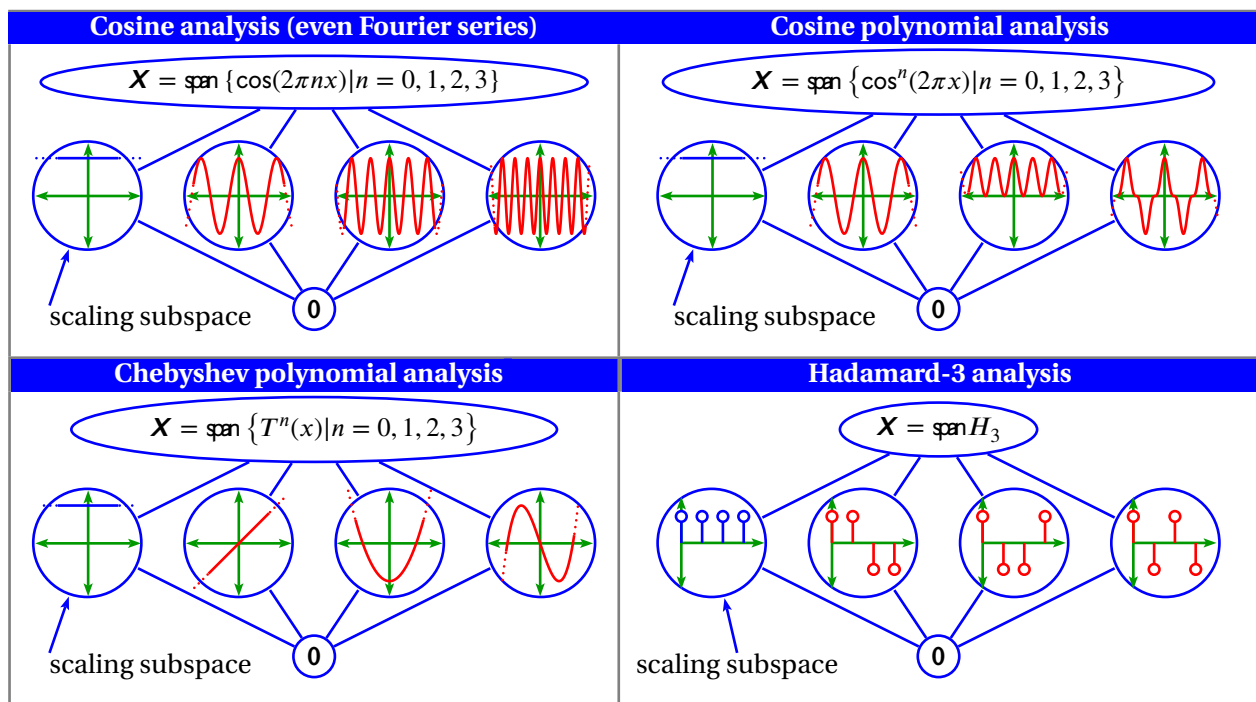 Cosine analysis (even Fourier series)
X = span {cos(2πnx)|n = 0, 1, 2, 3}
0
scaling subspace
Cosine polynomial analysis
X = span {cosⁿ(2πx)|n = 0, 1, 2, 3}
0
scaling subspace
Chebyshev polynomial analysis
X = span {Tⁿ(x)|n = 0, 1, 2, 3}
0
scaling subspace
Hadamard-3 analysis
X = spanH₃
0
scaling subspace